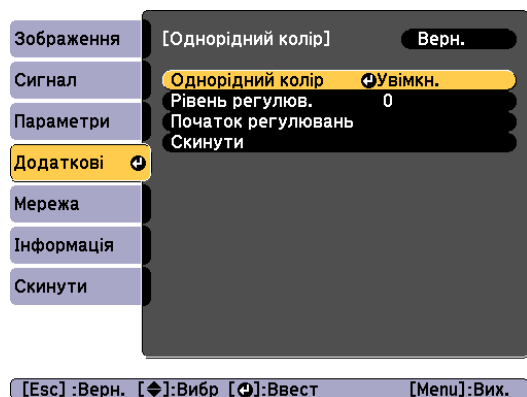 Зображення
Сигнал
Параметри
Додаткові
Мережа
Інформація
Скинути
[Однорідний колір] Верн.
Однорідний колір Увімкн.
Рівень регулюв. 0
Початок регулювань
Скинути
[Esc] :Верн. [ ]:Вибр [ ]:Ввест [Menu]:Вих.